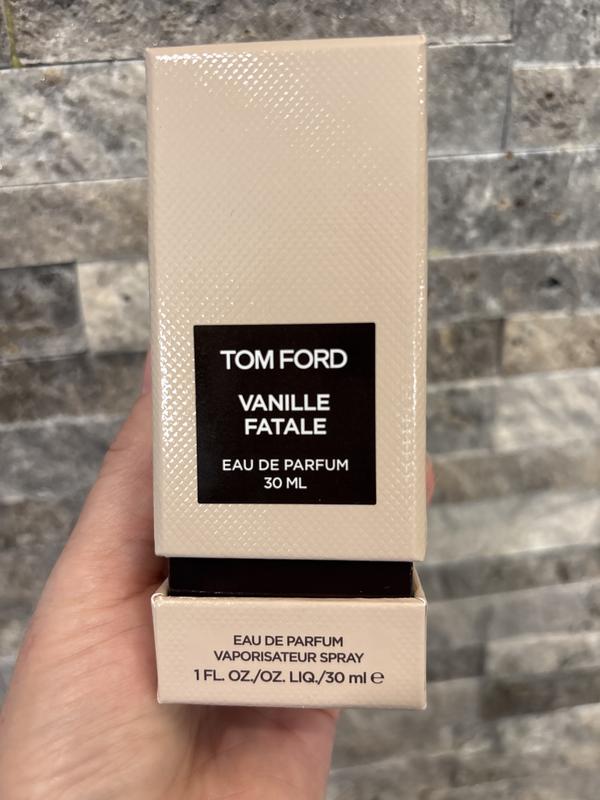 TOM FORD
VANILLE
FATALE
EAU DE PARFUM
30 ML
EAU DE PARFUM
VAPORISATEUR SPRAY
1 FL. OZ./OZ. LIQ./30 ml ℮